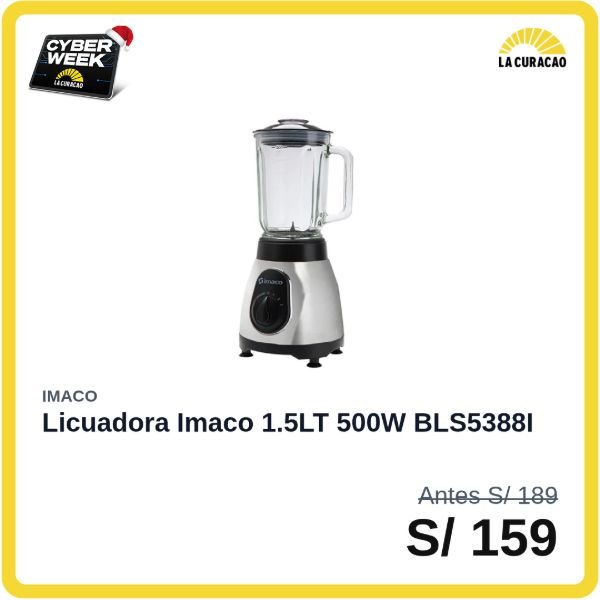 CYBER
WEEK
LA CURACAO
LA CURACAO
imaco
IMACO
Licuadora Imaco 1.5LT 500W BLS5388I
Antes S/ 189
S/ 159